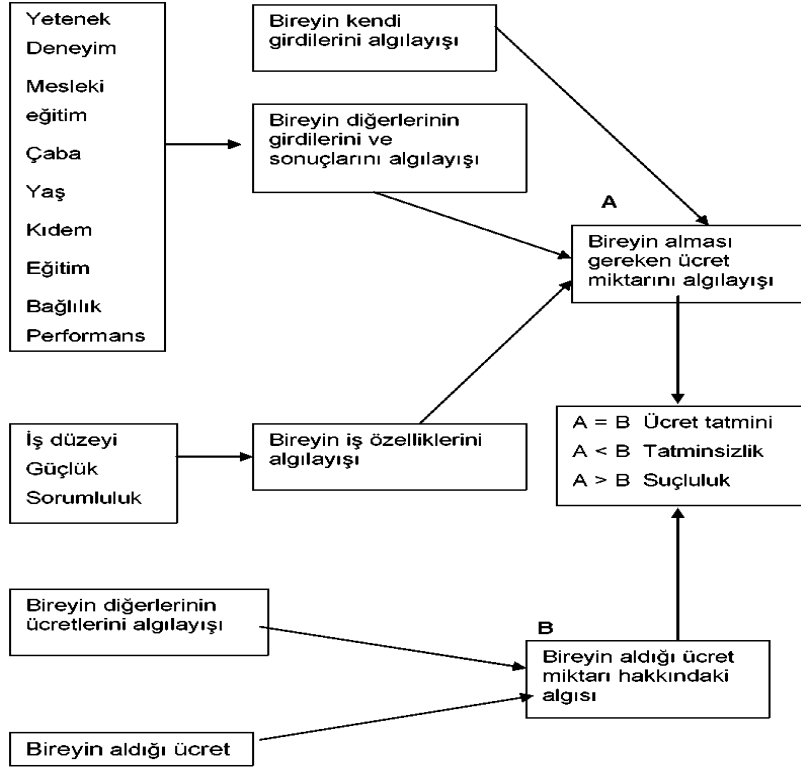 Yetenek
Deneyim
Mesleki
eğitim
Çaba
Yaş
Kıdem
Eğitim
Bağlılık
Performans
Bireyin kendi
girdilerini algılayışı
Bireyin diğerlerinin
girdilerini ve
sonuçlarını algılayışı
A
Bireyin alması
gereken ücret
miktarını algılayışı
İş düzeyi
Güçlük
Sorumluluk
Bireyin iş özelliklerini
algılayışı
A = B Ücret tatmini
A < B Tatminsizlik
A > B Suçluluk
Bireyin diğerlerinin
ücretlerini algılayışı
B
Bireyin aldığı ücret
miktarı hakkındaki
algısı
Bireyin aldığı ücret